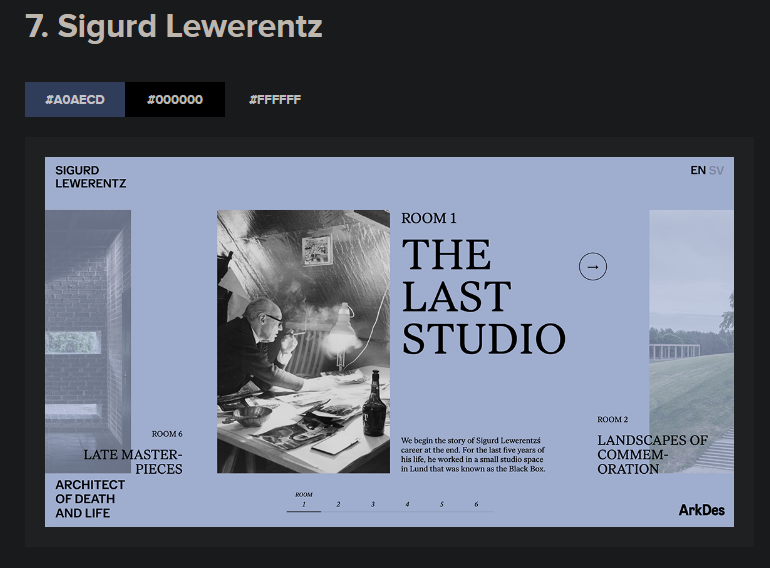 7. Sigurd Lewerentz
#A0AECD
#000000
#FFFFFF
SIGURD
LEWERENTZ
EN SV
ROOM 1
THE
LAST
STUDIO
→
We begin the story of Sigurd Lewerentzś
career at the end. For the last five years of
his life, he worked in a small studio space
in Lund that was known as the Black Box.
ROOM 6
LATE MASTER-
PIECES
ROOM 2
LANDSCAPES OF
COMMEM-
ORATION
ARCHITECT
OF DEATH
AND LIFE
ROOM
1 2 3 4 5 6
ArkDes